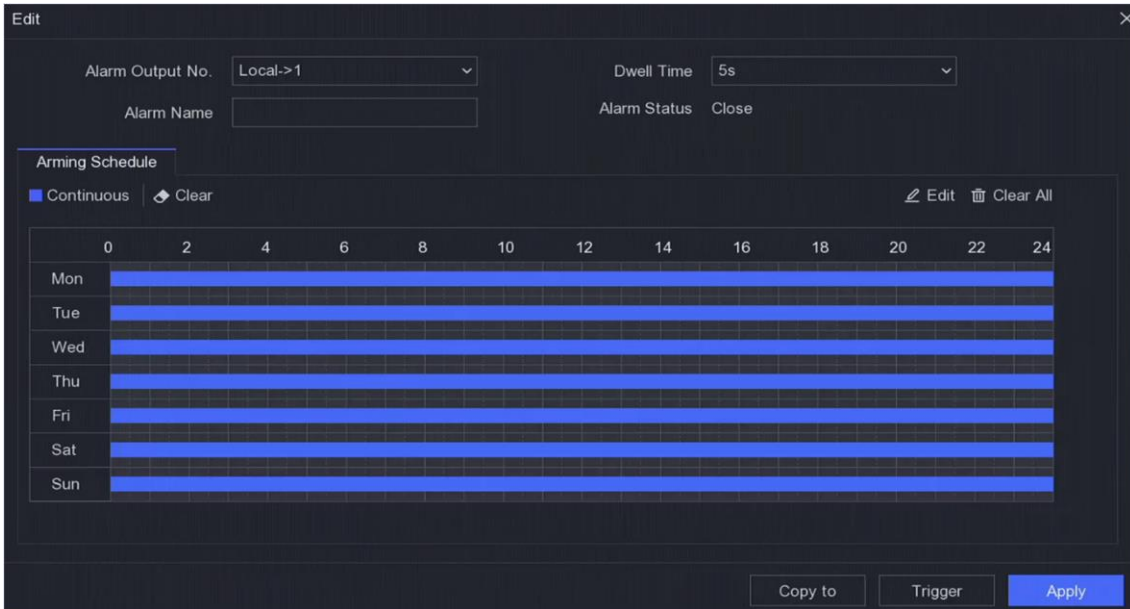 Edit
Alarm Output No. Local->1 Dwell Time 5s
Alarm Name Alarm Status Close
Arming Schedule
Continuous Clear Edit Clear All
0 2 4 6 8 10 12 14 16 18 20 22 24
Mon
Tue
Wed
Thu
Fri
Sat
Sun
Copy to Trigger Apply